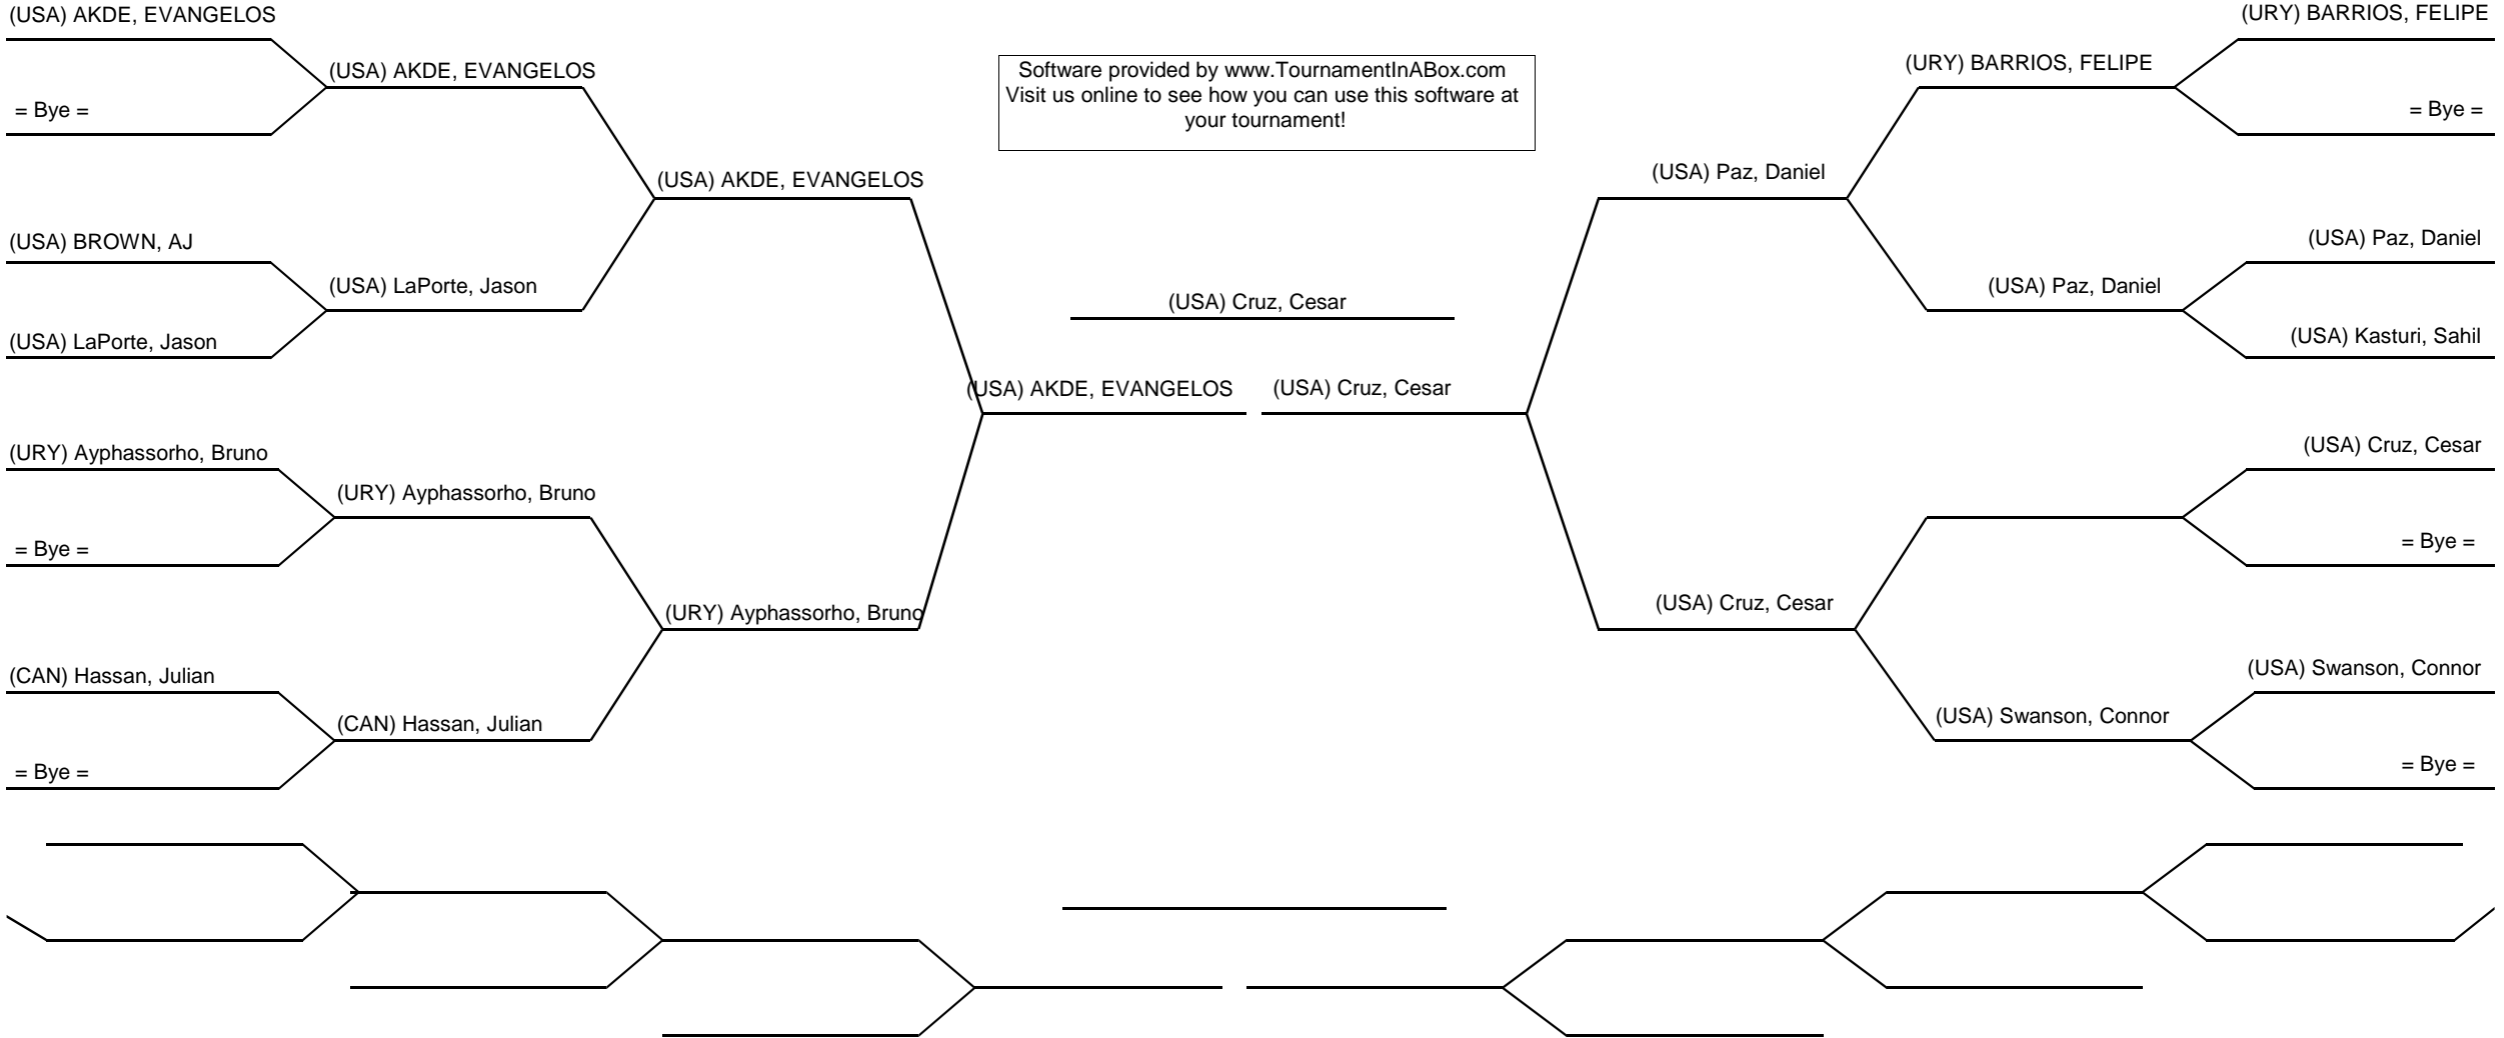 (USA) AKDE, EVANGELOS
= Bye =
(USA) BROWN, AJ
(USA) LaPorte, Jason
(URY) Ayphassorho, Bruno
= Bye =
(CAN) Hassan, Julian
= Bye =
(USA) AKDE, EVANGELOS
(USA) LaPorte, Jason
(URY) Ayphassorho, Bruno
(CAN) Hassan, Julian
(USA) AKDE, EVANGELOS
(URY) Ayphassorho, Bruno
(USA) AKDE, EVANGELOS
Software provided by www.TournamentInABox.com
Visit us online to see how you can use this software at
your tournament!
(USA) Cruz, Cesar
(USA) Cruz, Cesar
(USA) Paz, Daniel
(USA) Cruz, Cesar
(URY) BARRIOS, FELIPE
(USA) Paz, Daniel
(USA) Swanson, Connor
(URY) BARRIOS, FELIPE
= Bye =
(USA) Paz, Daniel
(USA) Kasturi, Sahil
(USA) Cruz, Cesar
= Bye =
(USA) Swanson, Connor
= Bye =